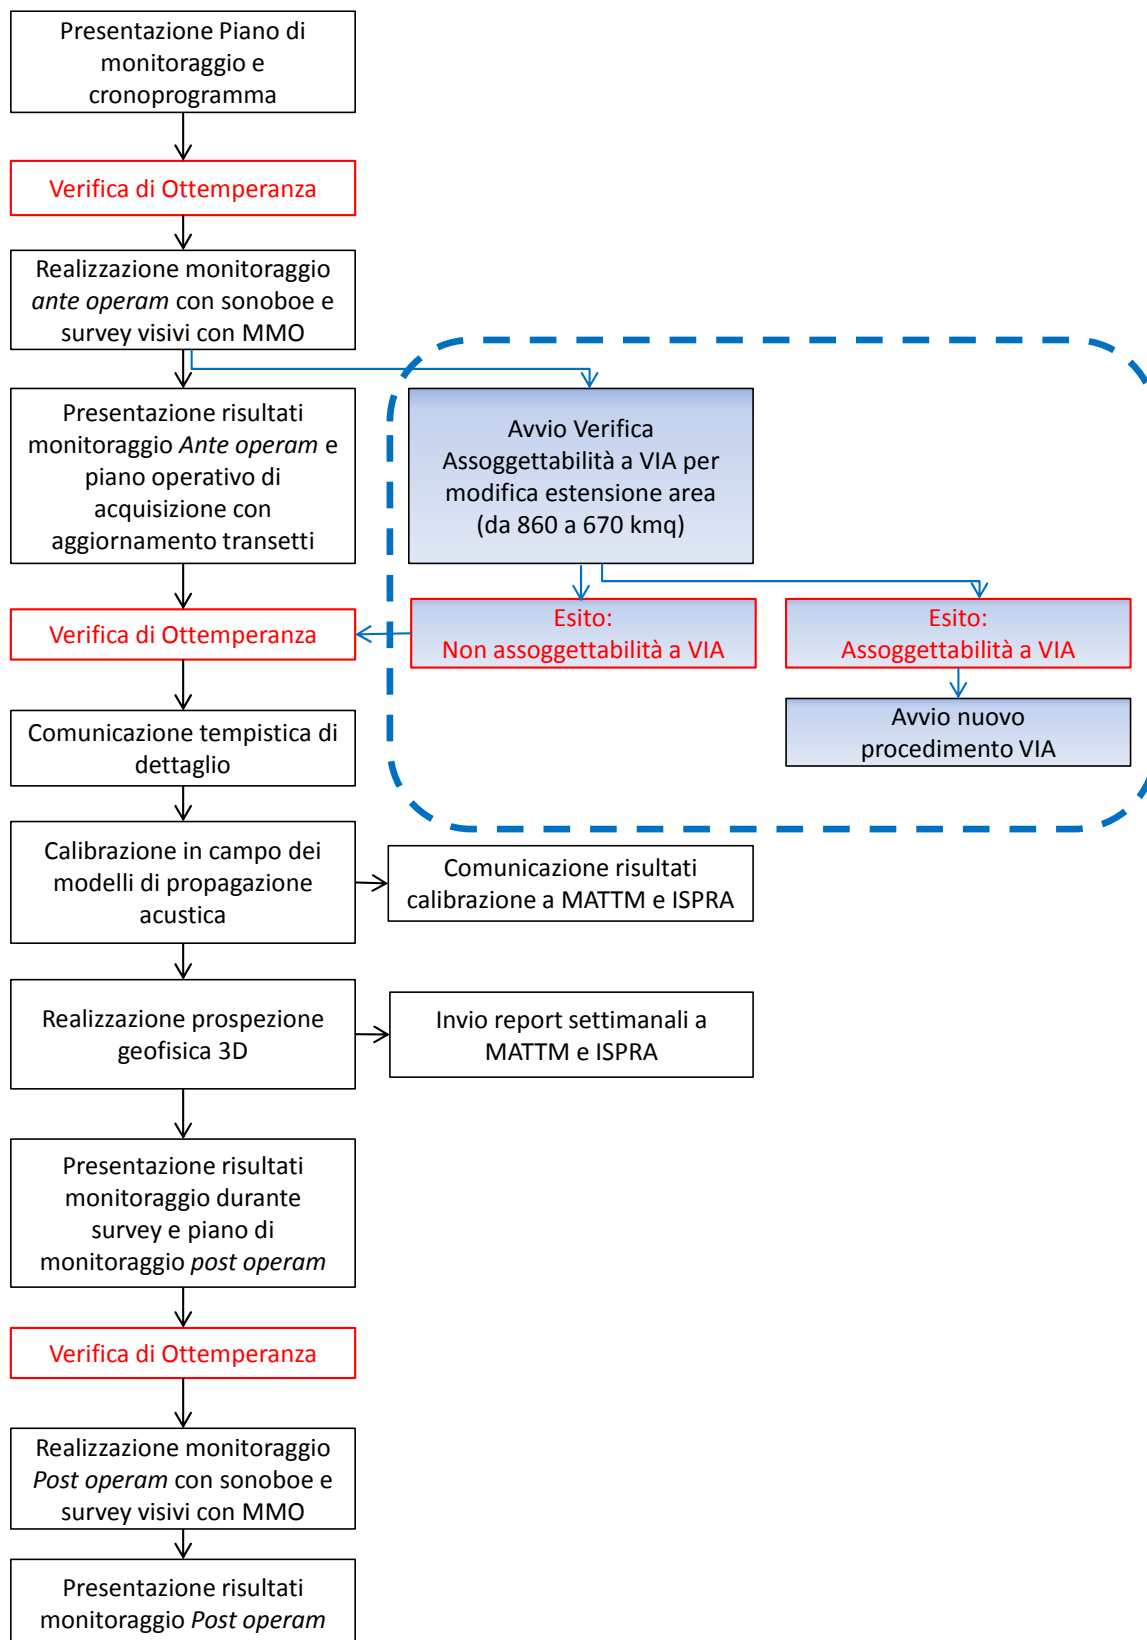 Presentazione Piano di
monitoraggio e
cronoprogramma
Verifica di Ottemperanza
Realizzazione monitoraggio
ante operam con sonoboe e
survey visivi con MMO
Presentazione risultati
monitoraggio Ante operam e
piano operativo di
acquisizione con
aggiornamento transetti
Avvio Verifica
Assoggettabilità a VIA per
modifica estensione area
(da 860 a 670 kmq)
Verifica di Ottemperanza
Esito:
Non assoggettabilità a VIA
Esito:
Assoggettabilità a VIA
Avvio nuovo
procedimento VIA
Comunicazione tempistica di
dettaglio
Calibrazione in campo dei
modelli di propagazione
acustica
Comunicazione risultati
calibrazione a MATTM e ISPRA
Realizzazione prospezione
geofisica 3D
Invio report settimanali a
MATTM e ISPRA
Presentazione risultati
monitoraggio durante
survey e piano di
monitoraggio post operam
Verifica di Ottemperanza
Realizzazione monitoraggio
Post operam con sonoboe e
survey visivi con MMO
Presentazione risultati
monitoraggio Post operam